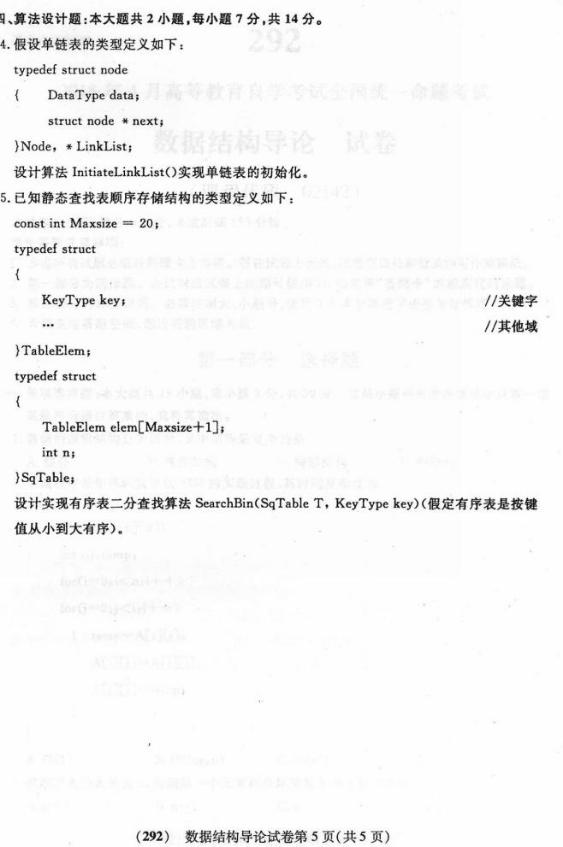 四、算法设计题:本大题共 2 小题,每小题 7 分,共 14 分。
4. 假设单链表的类型定义如下:
typedef struct node
{ DataType data;
struct node * next;
}Node, * LinkList;
设计算法 InitiateLinkList()实现单链表的初始化。
5. 已知静态查找表顺序存储结构的类型定义如下:
const int Maxsize = 20;
typedef struct
{
KeyType key; //关键字
… //其他域
}TableElem;
typedef struct
{
TableElem elem[Maxsize+1];
int n;
}SqTable;
设计实现有序表二分查找算法 SearchBin(SqTable T, KeyType key)(假定有序表是按键
值从小到大有序)。
(292) 数据结构导论试卷第 5 页(共 5 页)